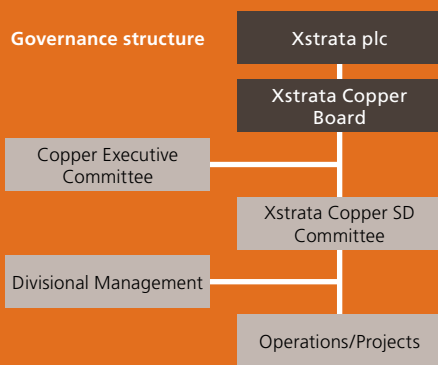 Governance structure
Xstrata plc
Xstrata Copper
Board
Copper Executive
Committee
Xstrata Copper SD
Committee
Divisional Management
Operations/Projects